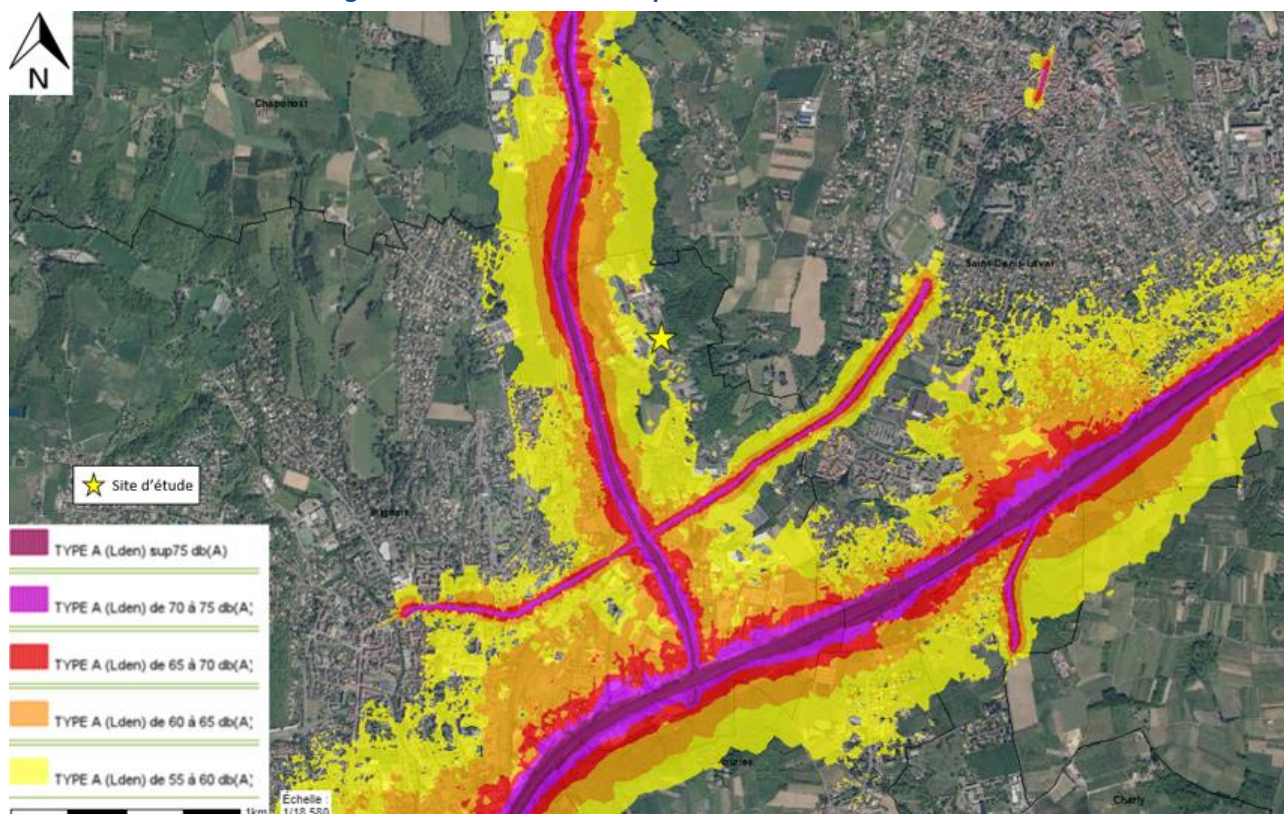 N
Chaponost
Saint-Genis-Laval
Site d'étude
Brignais
TYPE A (Lden) sup75 db(A)
TYPE A (Lden) de 70 à 75 db(A)
TYPE A (Lden) de 65 à 70 db(A)
TYPE A (Lden) de 60 à 65 db(A)
TYPE A (Lden) de 55 à 60 db(A)
Vourles
Charly
1km
Echelle :
1/18 580